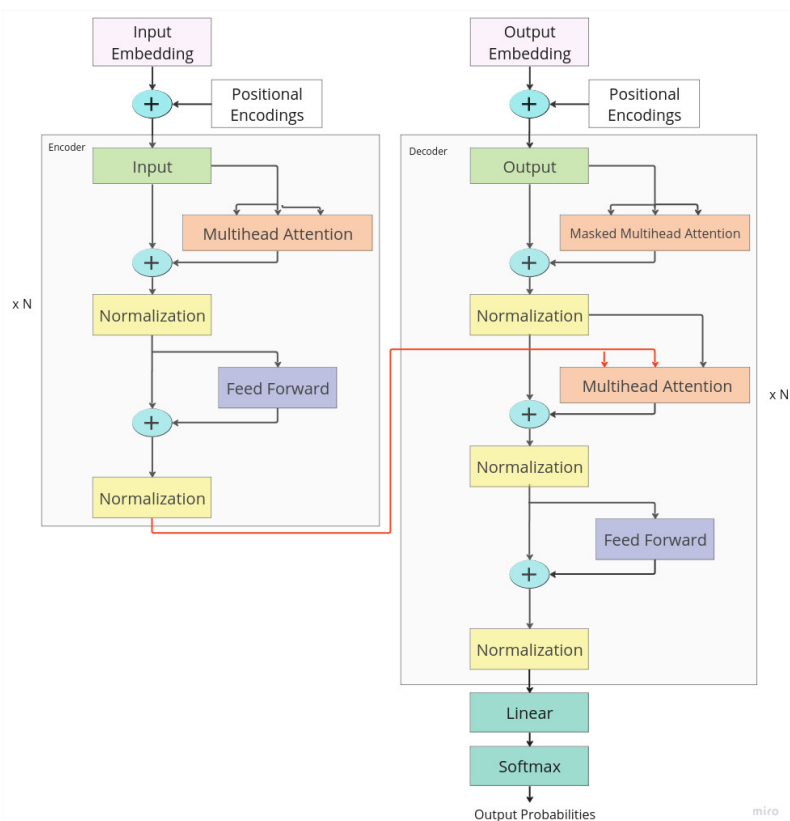 Input
Embedding
Positional
Encodings
Encoder
Input
Multihead Attention
Normalization
x N
Feed Forward
Normalization
Output
Embedding
Positional
Encodings
Decoder
Output
Masked Multihead Attention
Normalization
Multihead Attention
x N
Normalization
Feed Forward
Normalization
Linear
Softmax
Output Probabilities
miro